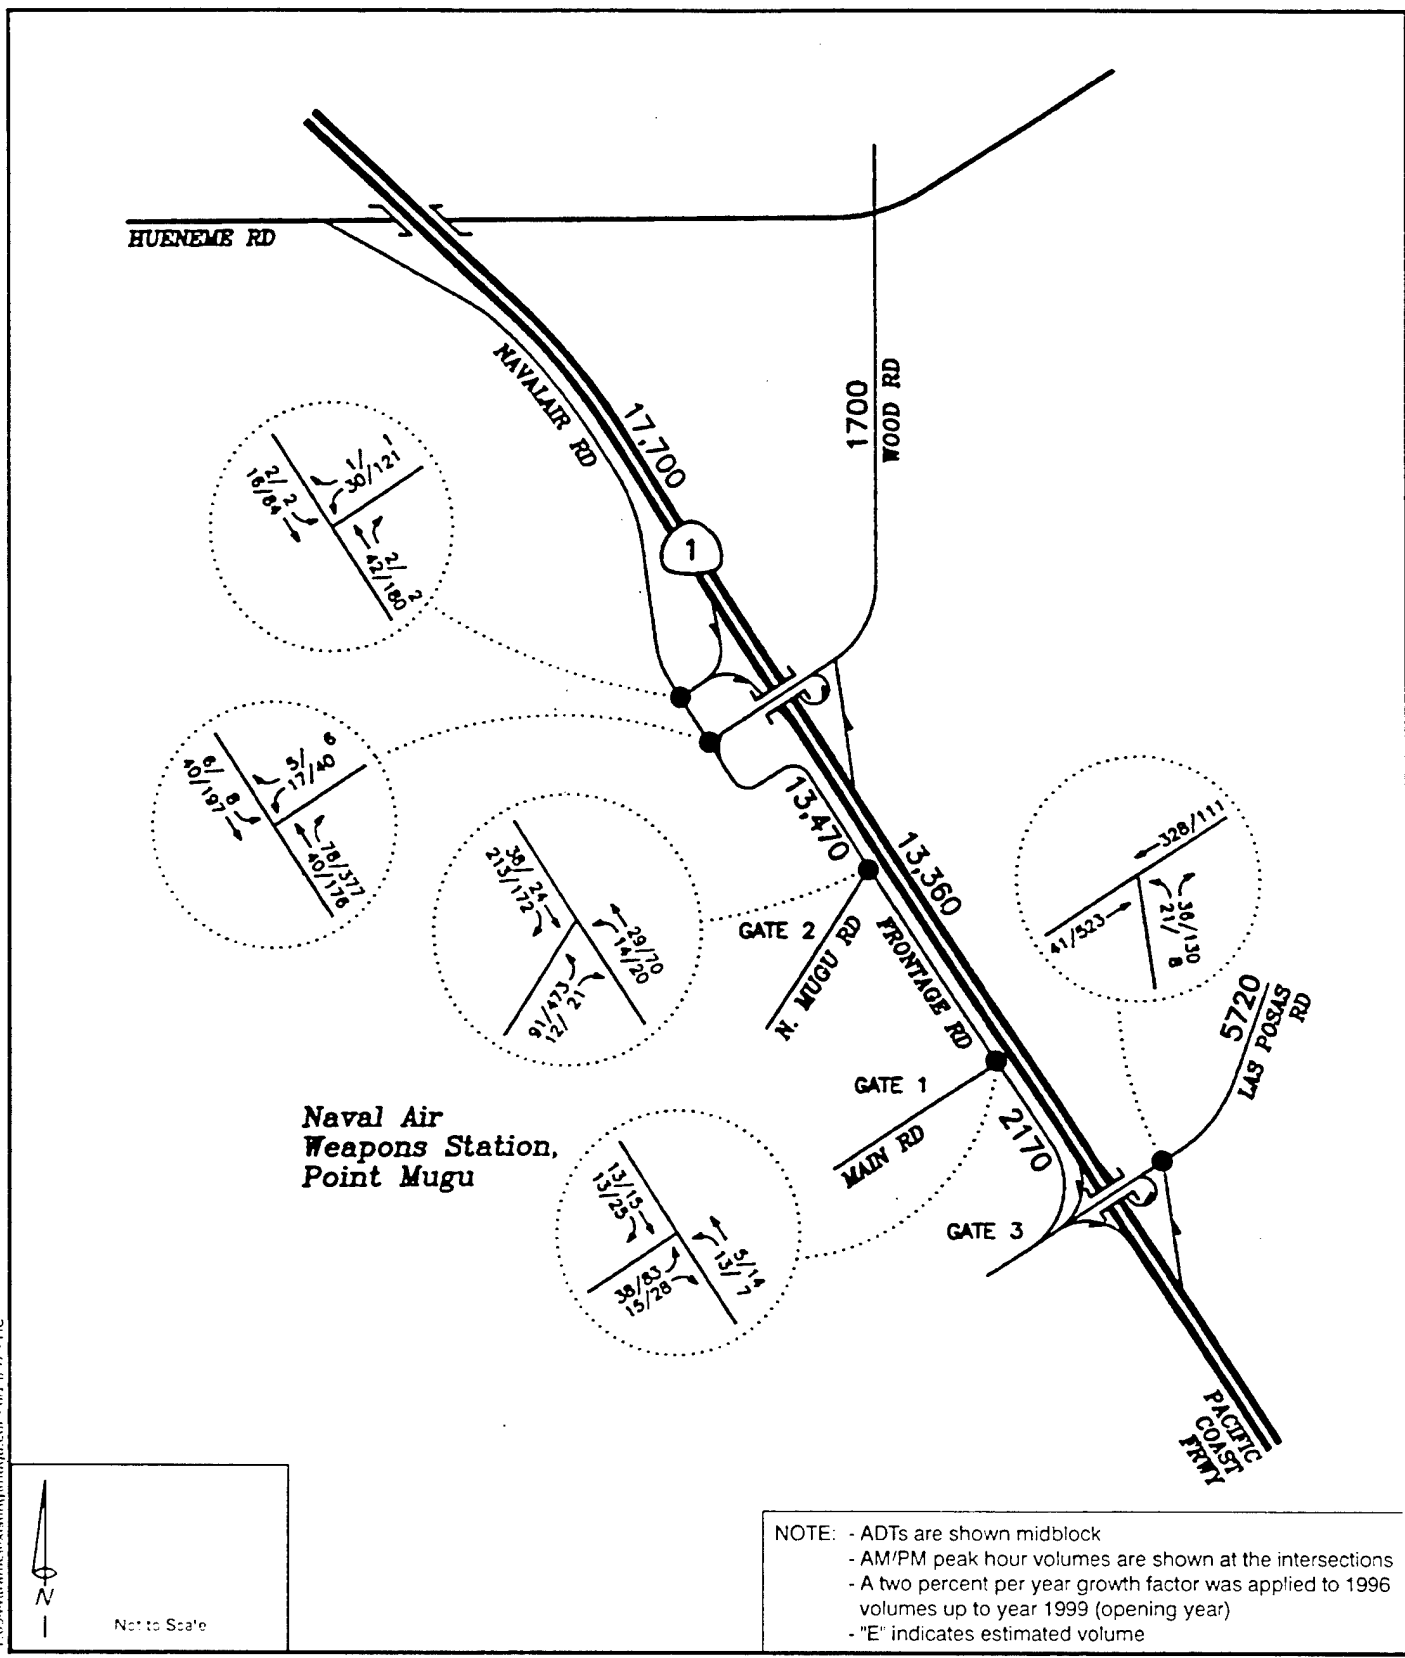 HUENEME RD
NAVALAIR RD
17,700
1700
WOOD RD
1
1/ 1
30/121
2/ 2
16/84
2/ 2
42/180
5/ 6
17/40
6/ 8
40/197
78/377
40/176
13,470
13,360
38/ 24
213/172
29/70
14/20
91/473
12/ 21
GATE 2
N. MUGU RD
FRONTAGE RD
328/111
41/523
36/130
21/ 8
5720
LAS POSAS
RD
GATE 1
MAIN RD
2170
Naval Air
Weapons Station,
Point Mugu
13/15
13/25
5/14
13/ 7
38/83
15/28
GATE 3
PACIFIC
COAST
FRWY
N
Not to Scale
NOTE: - ADTs are shown midblock
- AM/PM peak hour volumes are shown at the intersections
- A two percent per year growth factor was applied to 1996
volumes up to year 1999 (opening year)
- "E" indicates estimated volume